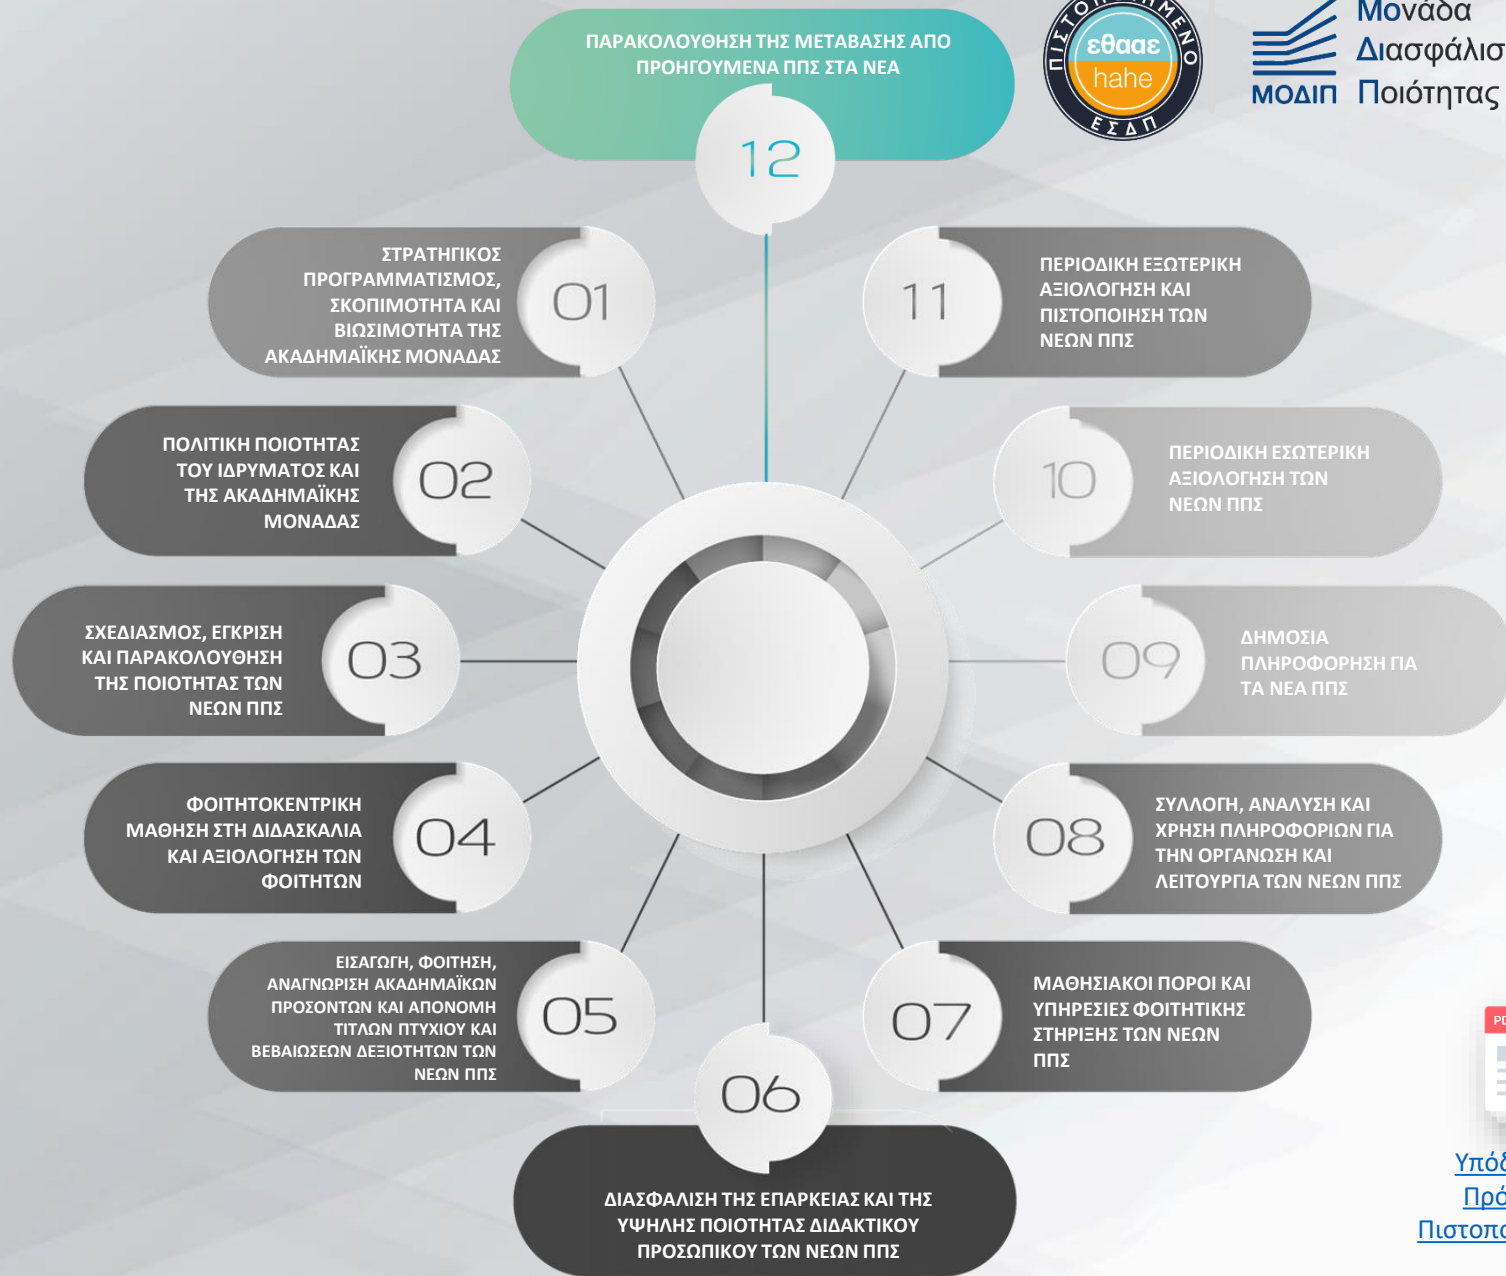 ΠΑΡΑΚΟΛΟΥΘΗΣΗ ΤΗΣ ΜΕΤΑΒΑΣΗΣ ΑΠΟ
ΠΡΟΗΓΟΥΜΕΝΑ ΠΠΣ ΣΤΑ ΝΕΑ
12
εθααε
hahe
ΕΣΔΠ
ΜΟΔΙΠ
Μονάδα
Ποιότητας
ΣΤΡΑΤΗΓΙΚΟΣ
ΠΡΟΓΡΑΜΜΑΤΙΣΜΟΣ,
ΣΚΟΠΙΜΟΤΗΤΑ ΚΑΙ
ΒΙΩΣΙΜΟΤΗΤΑ ΤΗΣ
ΑΚΑΔΗΜΑΪΚΗΣ ΜΟΝΑΔΑΣ
01
11
ΠΕΡΙΟΔΙΚΗ ΕΞΩΤΕΡΙΚΗ
ΑΞΙΟΛΟΓΗΣΗ ΚΑΙ
ΠΙΣΤΟΠΟΙΗΣΗ ΤΩΝ
ΝΕΩΝ ΠΠΣ
ΠΟΛΙΤΙΚΗ ΠΟΙΟΤΗΤΑΣ
ΤΟΥ ΙΔΡΥΜΑΤΟΣ ΚΑΙ
ΤΗΣ ΑΚΑΔΗΜΑΪΚΗΣ
ΜΟΝΑΔΑΣ
02
10
ΠΕΡΙΟΔΙΚΗ ΕΣΩΤΕΡΙΚΗ
ΑΞΙΟΛΟΓΗΣΗ ΤΩΝ
ΝΕΩΝ ΠΠΣ
ΣΧΕΔΙΑΣΜΟΣ, ΕΓΚΡΙΣΗ
ΚΑΙ ΠΑΡΑΚΟΛΟΥΘΗΣΗ
ΤΗΣ ΠΟΙΟΤΗΤΑΣ ΤΩΝ
ΝΕΩΝ ΠΠΣ
03
09
ΔΗΜΟΣΙΑ
ΠΛΗΡΟΦΟΡΗΣΗ ΓΙΑ
ΤΑ ΝΕΑ ΠΠΣ
ΦΟΙΤΗΤΟΚΕΝΤΡΙΚΗ
ΜΑΘΗΣΗ ΣΤΗ ΔΙΔΑΣΚΑΛΙΑ
ΚΑΙ ΑΞΙΟΛΟΓΗΣΗ ΤΩΝ
ΦΟΙΤΗΤΩΝ
04
08
ΣΥΛΛΟΓΗ, ΑΝΑΛΥΣΗ ΚΑΙ
ΧΡΗΣΗ ΠΛΗΡΟΦΟΡΙΩΝ ΓΙΑ
ΤΗΝ ΟΡΓΑΝΩΣΗ ΚΑΙ
ΛΕΙΤΟΥΡΓΙΑ ΤΩΝ ΝΕΩΝ ΠΠΣ
ΕΙΣΑΓΩΓΗ, ΦΟΙΤΗΣΗ,
ΑΝΑΓΝΩΡΙΣΗ ΑΚΑΔΗΜΑΪΚΩΝ
ΠΡΟΣΟΝΤΩΝ ΚΑΙ ΑΠΟΝΟΜΗ
ΤΙΤΛΩΝ ΠΤΥΧΙΟΥ ΚΑΙ
ΒΕΒΑΙΩΣΕΩΝ ΔΕΞΙΟΤΗΤΩΝ ΤΩΝ
ΝΕΩΝ ΠΠΣ
05
07
ΜΑΘΗΣΙΑΚΟΙ ΠΟΡΟΙ ΚΑΙ
ΥΠΗΡΕΣΙΕΣ ΦΟΙΤΗΤΙΚΗΣ
ΣΤΗΡΙΞΗΣ ΤΩΝ ΝΕΩΝ
ΠΠΣ
06
ΔΙΑΣΦΑΛΙΣΗ ΤΗΣ ΕΠΑΡΚΕΙΑΣ ΚΑΙ ΤΗΣ
ΥΨΗΛΗΣ ΠΟΙΟΤΗΤΑΣ ΔΙΔΑΚΤΙΚΟΥ
ΠΡΟΣΩΠΙΚΟΥ ΤΩΝ ΝΕΩΝ ΠΠΣ